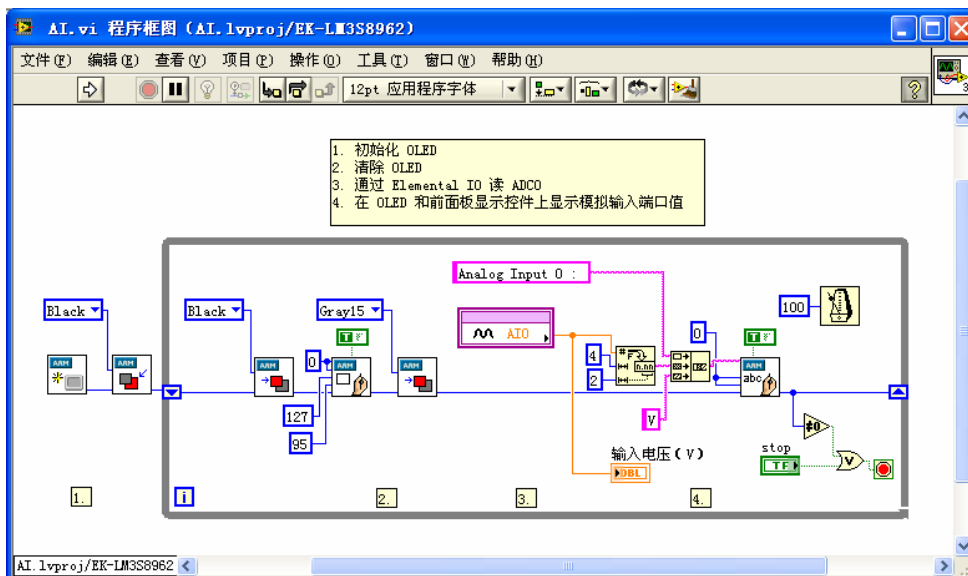 AI.vi 程序框图 (AI.lvproj/EK-LM3S8962)
文件(F) 编辑(E) 查看(V) 项目(P) 操作(O) 工具(T) 窗口(W) 帮助(H)
12pt 应用程序字体
3
1. 初始化 OLED
2. 清除 OLED
3. 通过 Elemental IO 读 ADC0
4. 在 OLED 和前面板显示控件上显示模拟输入端口值
Analog Input 0 :
Black
Black
Gray15
AI0
0
100
ARM
ARM
ARM
T
ARM
ARM
0
4
2
#
n.nn
T
ARM
abc
127
95
V
≠0
输入电压(V)
DBL
stop
TF
V
1.
i
2.
3.
4.
AI.lvproj/EK-LM3S8962